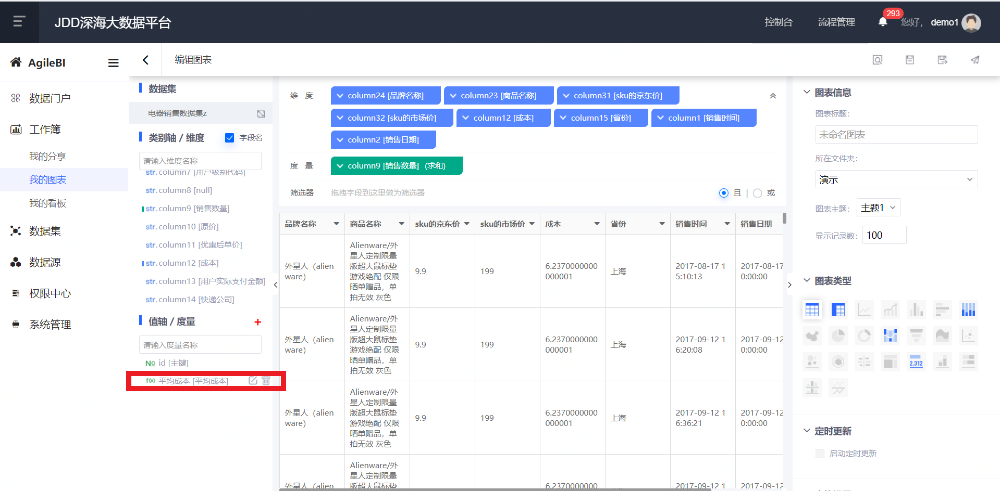 JDD深海大数据平台
控制台
流程管理
293
您好，
demo1
AgileBI
编辑图表
数据门户
工作簿
我的分享
我的图表
我的看板
数据集
数据源
权限中心
系统管理
数据集
电器销售数据集z
类别轴 / 维度
字段名
请输入维度名称
str.column7 [用户级别代码]
str.column8 [null]
str.column9 [销售数量]
str.column10 [原价]
str.column11 [优惠后单价]
str.column12 [成本]
str.column13 [用户实际支付金额]
str.column14 [快递公司]
值轴 / 度量
+
请输入度量名称
№ id [主键]
f(x) 平均成本 [平均成本]
维 度
column24 [品牌名称]
column23 [商品名称]
column31 [sku的京东价]
column32 [sku的市场价]
column12 [成本]
column15 [省份]
column1 [销售时间]
column2 [销售日期]
度 量
column9 [销售数量] (求和)
筛选器
拖拽字段到这里做为筛选器
且 | 或
品牌名称 商品名称 sku的京东价 sku的市场价 成本 省份 销售时间 销售日期
外星人（alien
ware）
Alienware/外
星人定制限量
版超大鼠标垫
游戏绝配 仅限
晒单赠品，单
拍无效 灰色
9.9
199
6.2370000000
000001
上海
2017-08-17 1
5:10:13
2017-08-17
0:00:00
外星人（alien
ware）
Alienware/外
星人定制限量
版超大鼠标垫
游戏绝配 仅限
晒单赠品，单
拍无效 灰色
9.9
199
6.2370000000
000001
上海
2017-09-12 1
6:20:08
2017-09-12
0:00:00
外星人（alien
ware）
Alienware/外
星人定制限量
版超大鼠标垫
游戏绝配 仅限
晒单赠品，单
拍无效 灰色
9.9
199
6.2370000000
000001
上海
2017-09-12 1
6:36:21
2017-09-12
0:00:00
外星人（alien
Alienware/外
星人定制限量
版超大鼠标垫
6.2370000000
2017-09-12 1
2017-09-12
图表信息
图表标题:
未命名图表
所在文件夹:
演示
图表主题:
主题1
显示记录数:
100
图表类型
2,312
定时更新
启动定时更新